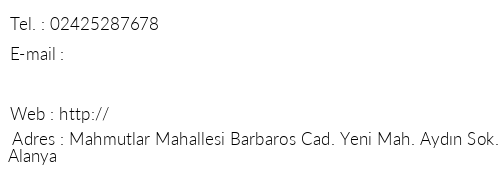 Tel. : 02425287678
E-mail :
Web : http://
Adres : Mahmutlar Mahallesi Barbaros Cad. Yeni Mah. Aydın Sok.
Alanya